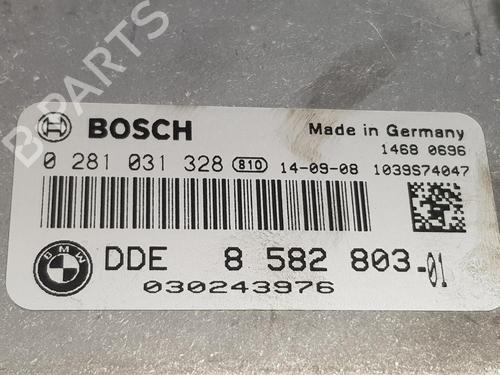 B PARTS
BOSCH
Made in Germany
1468 0696
0 281 031 328 810 14-09-08 1039S74047
BMW
DDE 8 582 803-01
030243976